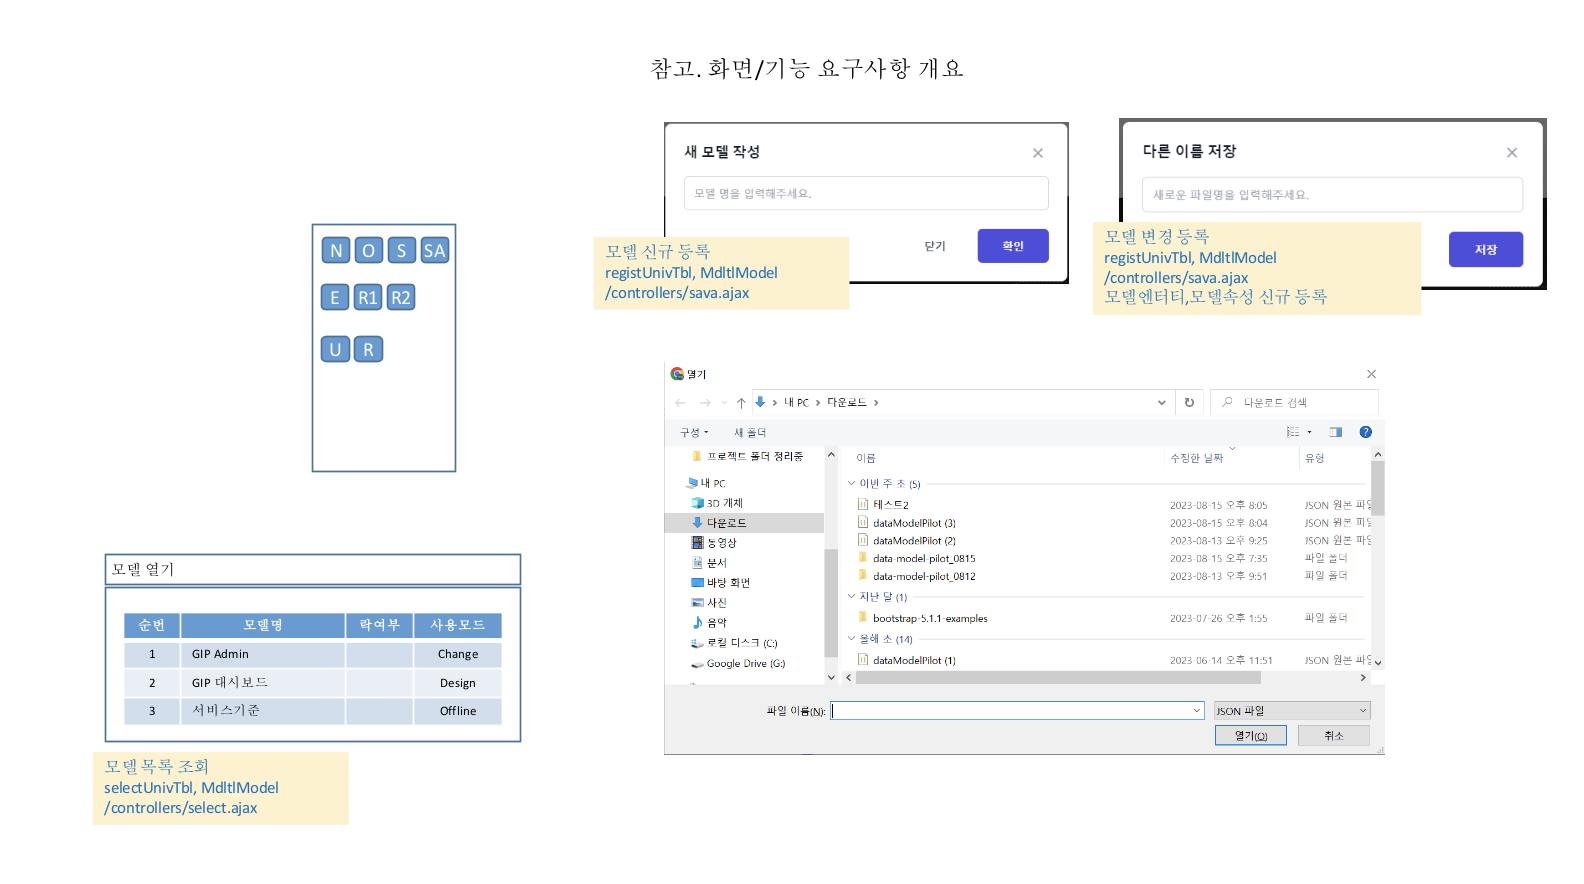 참고. 화면/기능 요구사항 개요
새 모델 작성
모델 명을 입력해주세요.
닫기
확인
모델 신규 등록
registUnivTbl, MdltlModel
/controllers/sava.ajax
다른 이름 저장
새로운 파일명을 입력해주세요.
저장
모델 변경 등록
registUnivTbl, MdltlModel
/controllers/sava.ajax
모델엔터티,모델속성 신규 등록
N O S SA
E R1 R2
U R
열기
내 PC 다운로드
다운로드 검색
구성 새 폴더
프로젝트 폴더 정리중
내 PC
3D 개체
다운로드
동영상
문서
바탕 화면
사진
음악
로컬 디스크 (C:)
Google Drive (G:)
이름 수정한 날짜 유형
이번 주 초 (5)
테스트2 2023-08-15 오후 8:05 JSON 원본 파일
dataModelPilot (3) 2023-08-15 오후 8:04 JSON 원본 파일
dataModelPilot (2) 2023-08-13 오후 9:25 JSON 원본 파일
data-model-pilot_0815 2023-08-15 오후 7:35 파일 폴더
data-model-pilot_0812 2023-08-13 오후 9:51 파일 폴더
지난 달 (1)
bootstrap-5.1.1-examples 2023-07-26 오후 1:55 파일 폴더
올해 초 (14)
dataModelPilot (1) 2023-06-14 오후 11:51 JSON 원본 파일
파일 이름(N):
JSON 파일
열기(O) 취소
모델 열기
순번 모델명 락여부 사용모드
1 GIP Admin Change
2 GIP 대시보드 Design
3 서비스기준 Offline
모델 목록 조회
selectUnivTbl, MdltlModel
/controllers/select.ajax